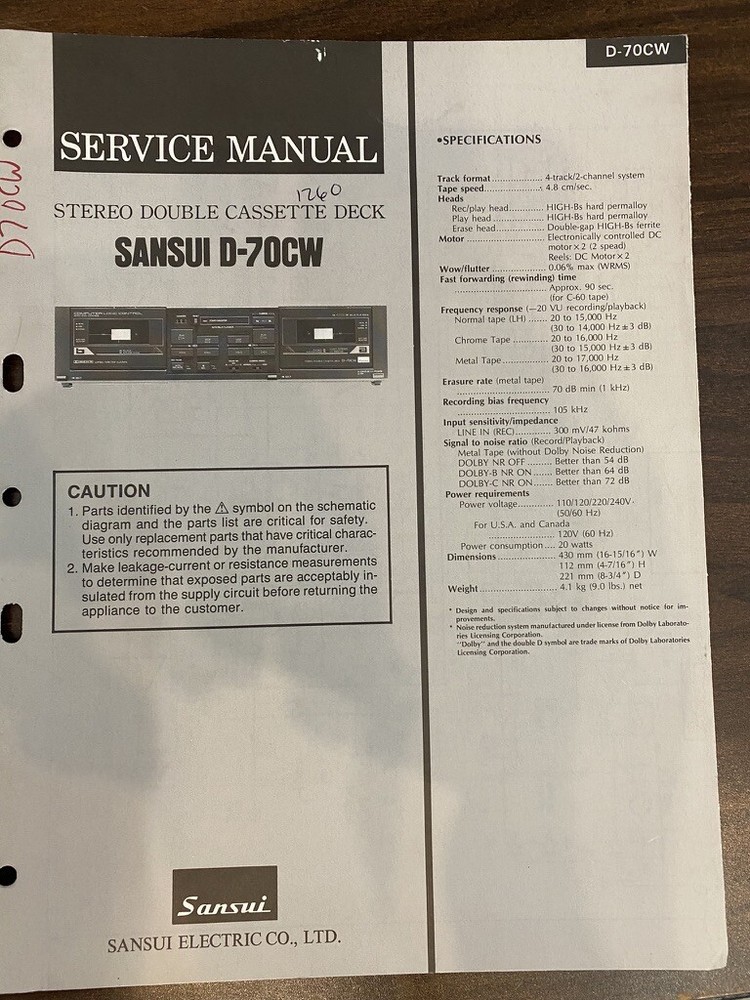 D-70CW
SERVICE MANUAL
1260
STEREO DOUBLE CASSETTE DECK
SANSUI D-70CW
D70CW
CAUTION
1. Parts identified by the ⚠ symbol on the schematic
diagram and the parts list are critical for safety.
Use only replacement parts that have critical charac-
teristics recommended by the manufacturer.
2. Make leakage-current or resistance measurements
to determine that exposed parts are acceptably in-
sulated from the supply circuit before returning the
appliance to the customer.
Sansui
SANSUI ELECTRIC CO., LTD.
•SPECIFICATIONS
Track format.................. 4-track/2-channel system
Tape speed.................. 4.8 cm/sec.
Heads
Rec/play head............ HIGH-Bs hard permalloy
Play head ................ HIGH-Bs hard permalloy
Erase head............... Double-gap HIGH-Bs ferrite
Motor ........................ Electronically controlled DC
motor×2 (2 spead)
Reels: DC Motor×2
Wow/flutter.................. 0.06% max (WRMS)
Fast forwarding (rewinding) time
........................ Approx. 90 sec.
(for C-60 tape)
Frequency response (−20 VU recording/playback)
Normal tape (LH) ....... 20 to 15,000 Hz
(30 to 14,000 Hz±3 dB)
Chrome Tape.............. 20 to 16,000 Hz
(30 to 15,000 Hz±3 dB)
Metal Tape................. 20 to 17,000 Hz
(30 to 16,000 Hz±3 dB)
Erasure rate (metal tape)
........................ 70 dB min (1 kHz)
Recording bias frequency
........................ 105 kHz
Input sensitivity/impedance
LINE IN (REC)............. 300 mV/47 kohms
Signal to noise ratio (Record/Playback)
Metal Tape (without Dolby Noise Reduction)
DOLBY NR OFF ......... Better than 54 dB
DOLBY-B NR ON ....... Better than 64 dB
DOLBY-C NR ON ....... Better than 72 dB
Power requirements
Power voltage............. 110/120/220/240V
(50/60 Hz)
For U.S.A. and Canada
........................ 120V (60 Hz)
Power consumption .... 20 watts
Dimensions .................. 430 mm (16-15/16") W
112 mm (4-7/16") H
221 mm (8-3/4") D
Weight........................ 4.1 kg (9.0 lbs.) net
* Design and specifications subject to changes without notice for im-
provements.
* Noise reduction system manufactured under license from Dolby Laborato-
ries Licensing Corporation.
"Dolby" and the double D symbol are trade marks of Dolby Laboratories
Licensing Corporation.